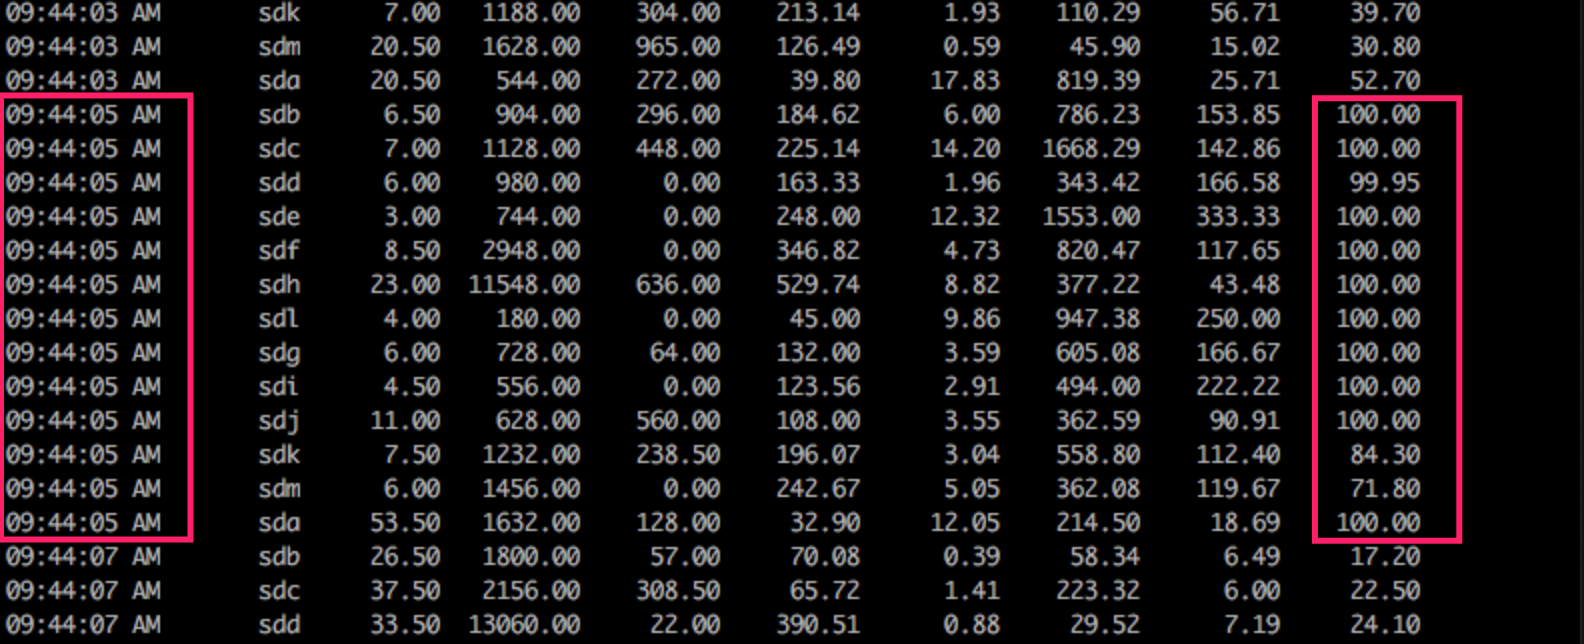 09:44:03 AM sdk 7.00 1188.00 304.00 213.14 1.93 110.29 56.71 39.70
09:44:03 AM sdm 20.50 1628.00 965.00 126.49 0.59 45.90 15.02 30.80
09:44:03 AM sda 20.50 544.00 272.00 39.80 17.83 819.39 25.71 52.70
09:44:05 AM sdb 6.50 904.00 296.00 184.62 6.00 786.23 153.85 100.00
09:44:05 AM sdc 7.00 1128.00 448.00 225.14 14.20 1668.29 142.86 100.00
09:44:05 AM sdd 6.00 980.00 0.00 163.33 1.96 343.42 166.58 99.95
09:44:05 AM sde 3.00 744.00 0.00 248.00 12.32 1553.00 333.33 100.00
09:44:05 AM sdf 8.50 2948.00 0.00 346.82 4.73 820.47 117.65 100.00
09:44:05 AM sdh 23.00 11548.00 636.00 529.74 8.82 377.22 43.48 100.00
09:44:05 AM sdl 4.00 180.00 0.00 45.00 9.86 947.38 250.00 100.00
09:44:05 AM sdg 6.00 728.00 64.00 132.00 3.59 605.08 166.67 100.00
09:44:05 AM sdi 4.50 556.00 0.00 123.56 2.91 494.00 222.22 100.00
09:44:05 AM sdj 11.00 628.00 560.00 108.00 3.55 362.59 90.91 100.00
09:44:05 AM sdk 7.50 1232.00 238.50 196.07 3.04 558.80 112.40 84.30
09:44:05 AM sdm 6.00 1456.00 0.00 242.67 5.05 362.08 119.67 71.80
09:44:05 AM sda 53.50 1632.00 128.00 32.90 12.05 214.50 18.69 100.00
09:44:07 AM sdb 26.50 1800.00 57.00 70.08 0.39 58.34 6.49 17.20
09:44:07 AM sdc 37.50 2156.00 308.50 65.72 1.41 223.32 6.00 22.50
09:44:07 AM sdd 33.50 13060.00 22.00 390.51 0.88 29.52 7.19 24.10